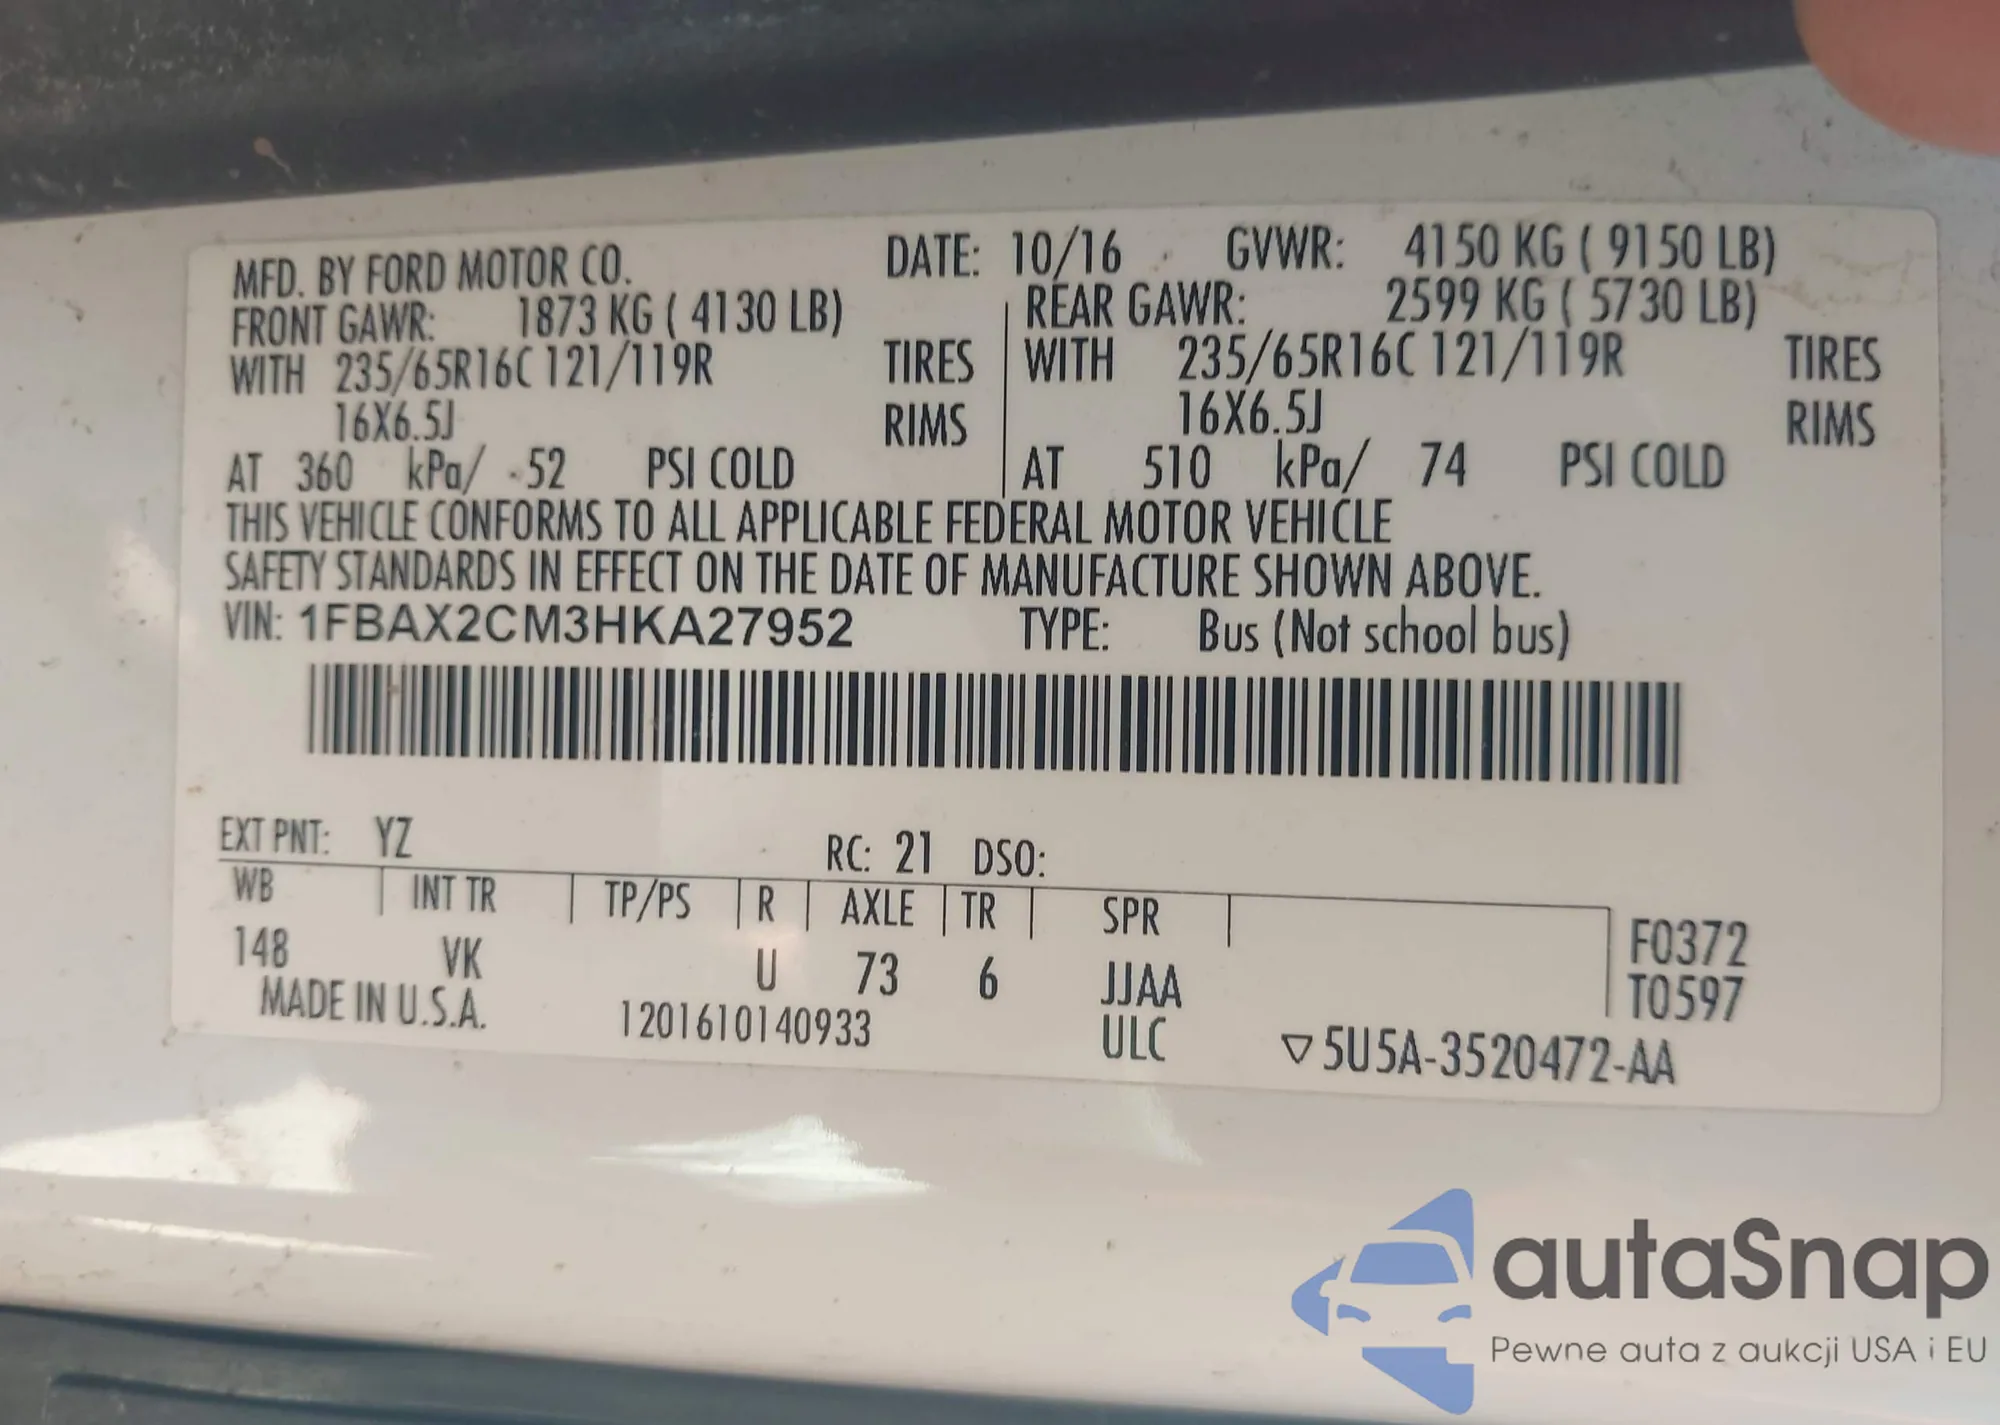 MFD. BY FORD MOTOR CO. DATE: 10/16 GVWR: 4150 KG ( 9150 LB)
FRONT GAWR: 1873 KG ( 4130 LB) REAR GAWR: 2599 KG ( 5730 LB)
WITH 235/65R16C 121/119R TIRES WITH 235/65R16C 121/119R TIRES
16X6.5J RIMS 16X6.5J RIMS
AT 360 kPa/ 52 PSI COLD AT 510 kPa/ 74 PSI COLD
THIS VEHICLE CONFORMS TO ALL APPLICABLE FEDERAL MOTOR VEHICLE
SAFETY STANDARDS IN EFFECT ON THE DATE OF MANUFACTURE SHOWN ABOVE.
VIN: 1FBAX2CM3HKA27952 TYPE: Bus (Not school bus)
EXT PNT: YZ RC: 21 DSO:
WB INT TR TP/PS R AXLE TR SPR
148 VK U 73 6 JJAA F0372
T0597
MADE IN U.S.A. 1201610140933 ULC ▽5U5A-3520472-AA
autaSnap
Pewne auta z aukcji USA i EU